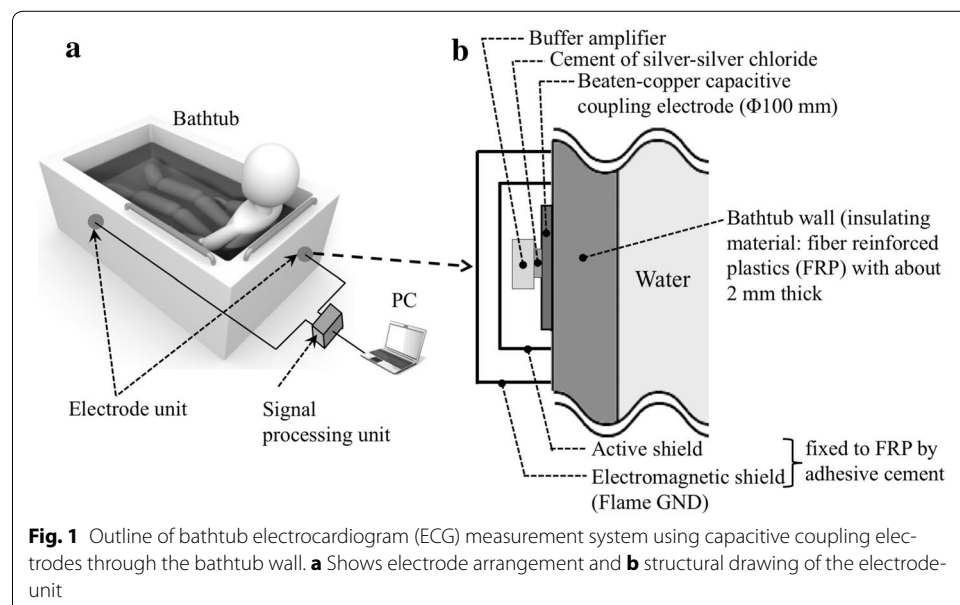 a
Bathtub
PC
Electrode unit
Signal
processing unit
b
Buffer amplifier
Cement of silver-silver chloride
Beaten-copper capacitive
coupling electrode (Φ100 mm)
Bathtub wall (insulating
material: fiber reinforced
plastics (FRP) with about
2 mm thick
Water
Active shield
Electromagnetic shield
(Flame GND)
fixed to FRP by
adhesive cement
Fig. 1 Outline of bathtub electrocardiogram (ECG) measurement system using capacitive coupling elec-
trodes through the bathtub wall. a Shows electrode arrangement and b structural drawing of the electrode-
unit